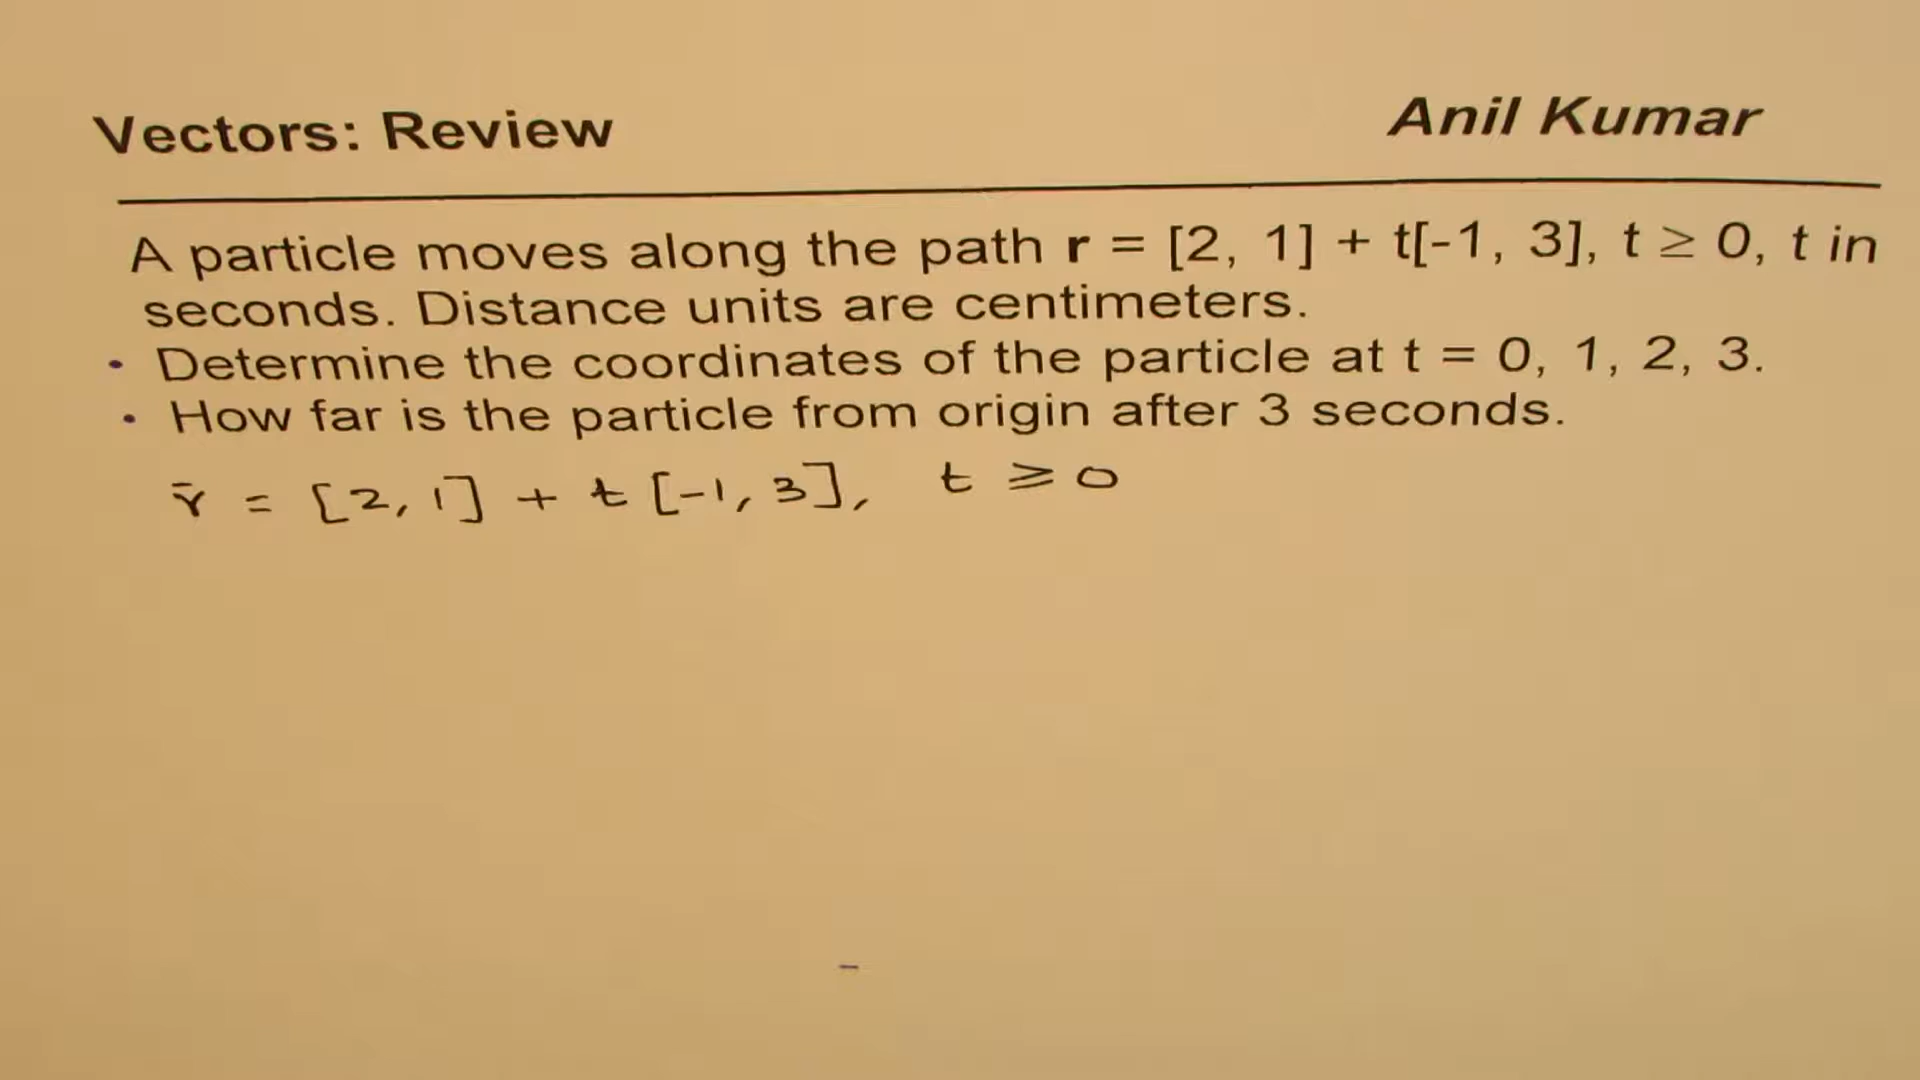 Vectors: Review
Anil Kumar
A particle moves along the path r = [2, 1] + t[-1, 3], t ≥ 0, t in
seconds. Distance units are centimeters.
• Determine the coordinates of the particle at t = 0, 1, 2, 3.
• How far is the particle from origin after 3 seconds.
r̄ = [2, 1] + t [-1, 3], t ≥ 0